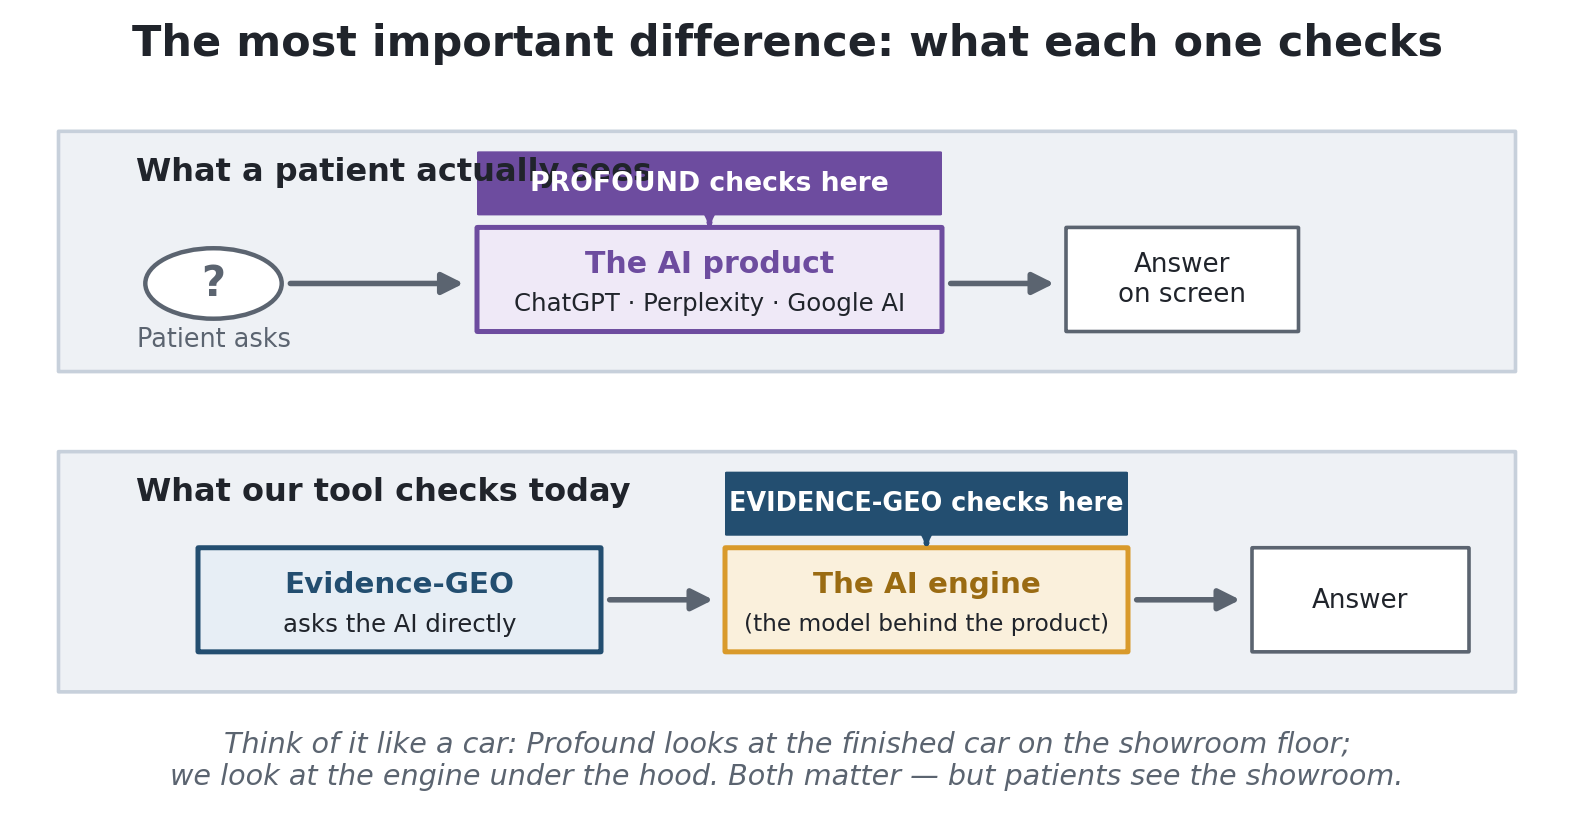 The most important difference: what each one checks
What a patient actually sees
PROFOUND checks here
?
Patient asks
The AI product
ChatGPT · Perplexity · Google AI
Answer
on screen
What our tool checks today
EVIDENCE-GEO checks here
Evidence-GEO
asks the AI directly
The AI engine
(the model behind the product)
Answer
Think of it like a car: Profound looks at the finished car on the showroom floor;
we look at the engine under the hood. Both matter — but patients see the showroom.